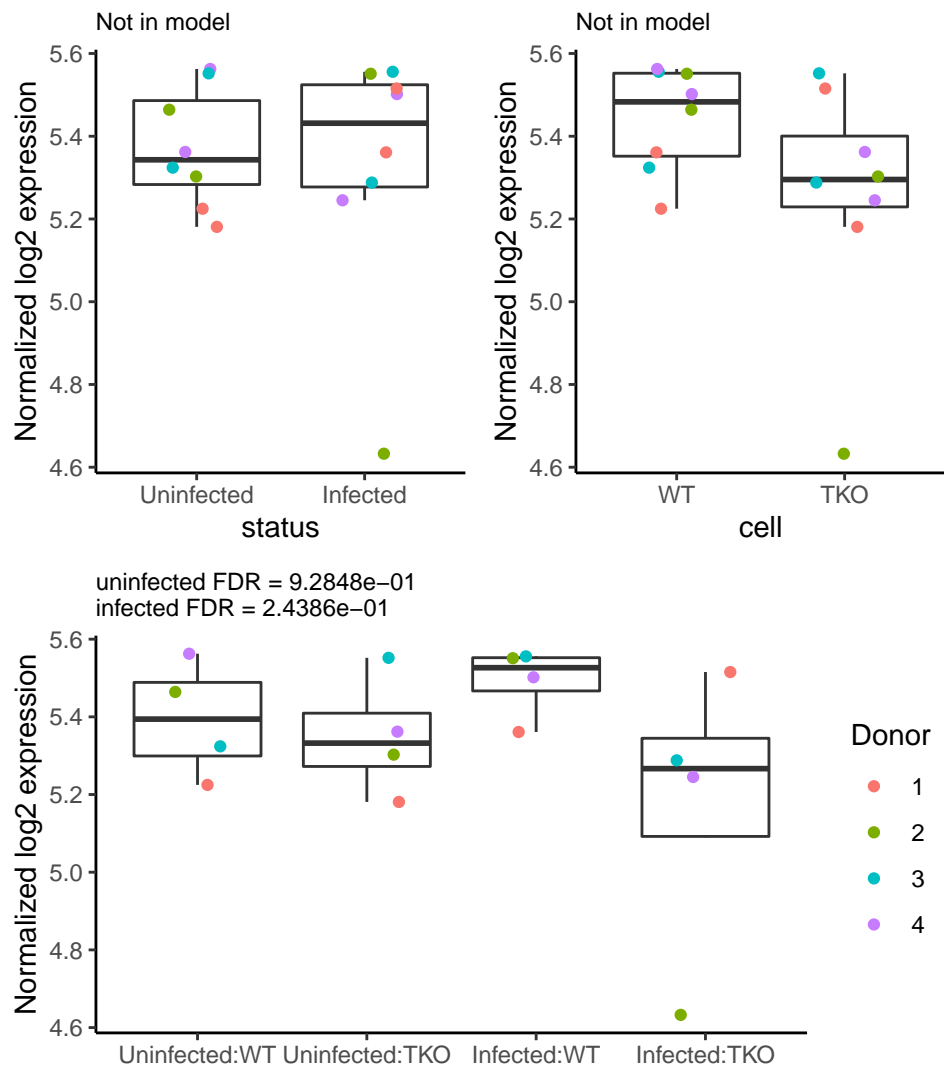 Not in model
Normalized log2 expression
5.6
5.4
5.2
5.0
4.8
4.6
Uninfected Infected
status
Not in model
Normalized log2 expression
5.6
5.4
5.2
5.0
4.8
4.6
WT TKO
cell
uninfected FDR = 9.2848e−01
infected FDR = 2.4386e−01
Normalized log2 expression
5.6
5.4
5.2
5.0
4.8
4.6
Uninfected:WT Uninfected:TKO Infected:WT Infected:TKO
Donor
1
2
3
4